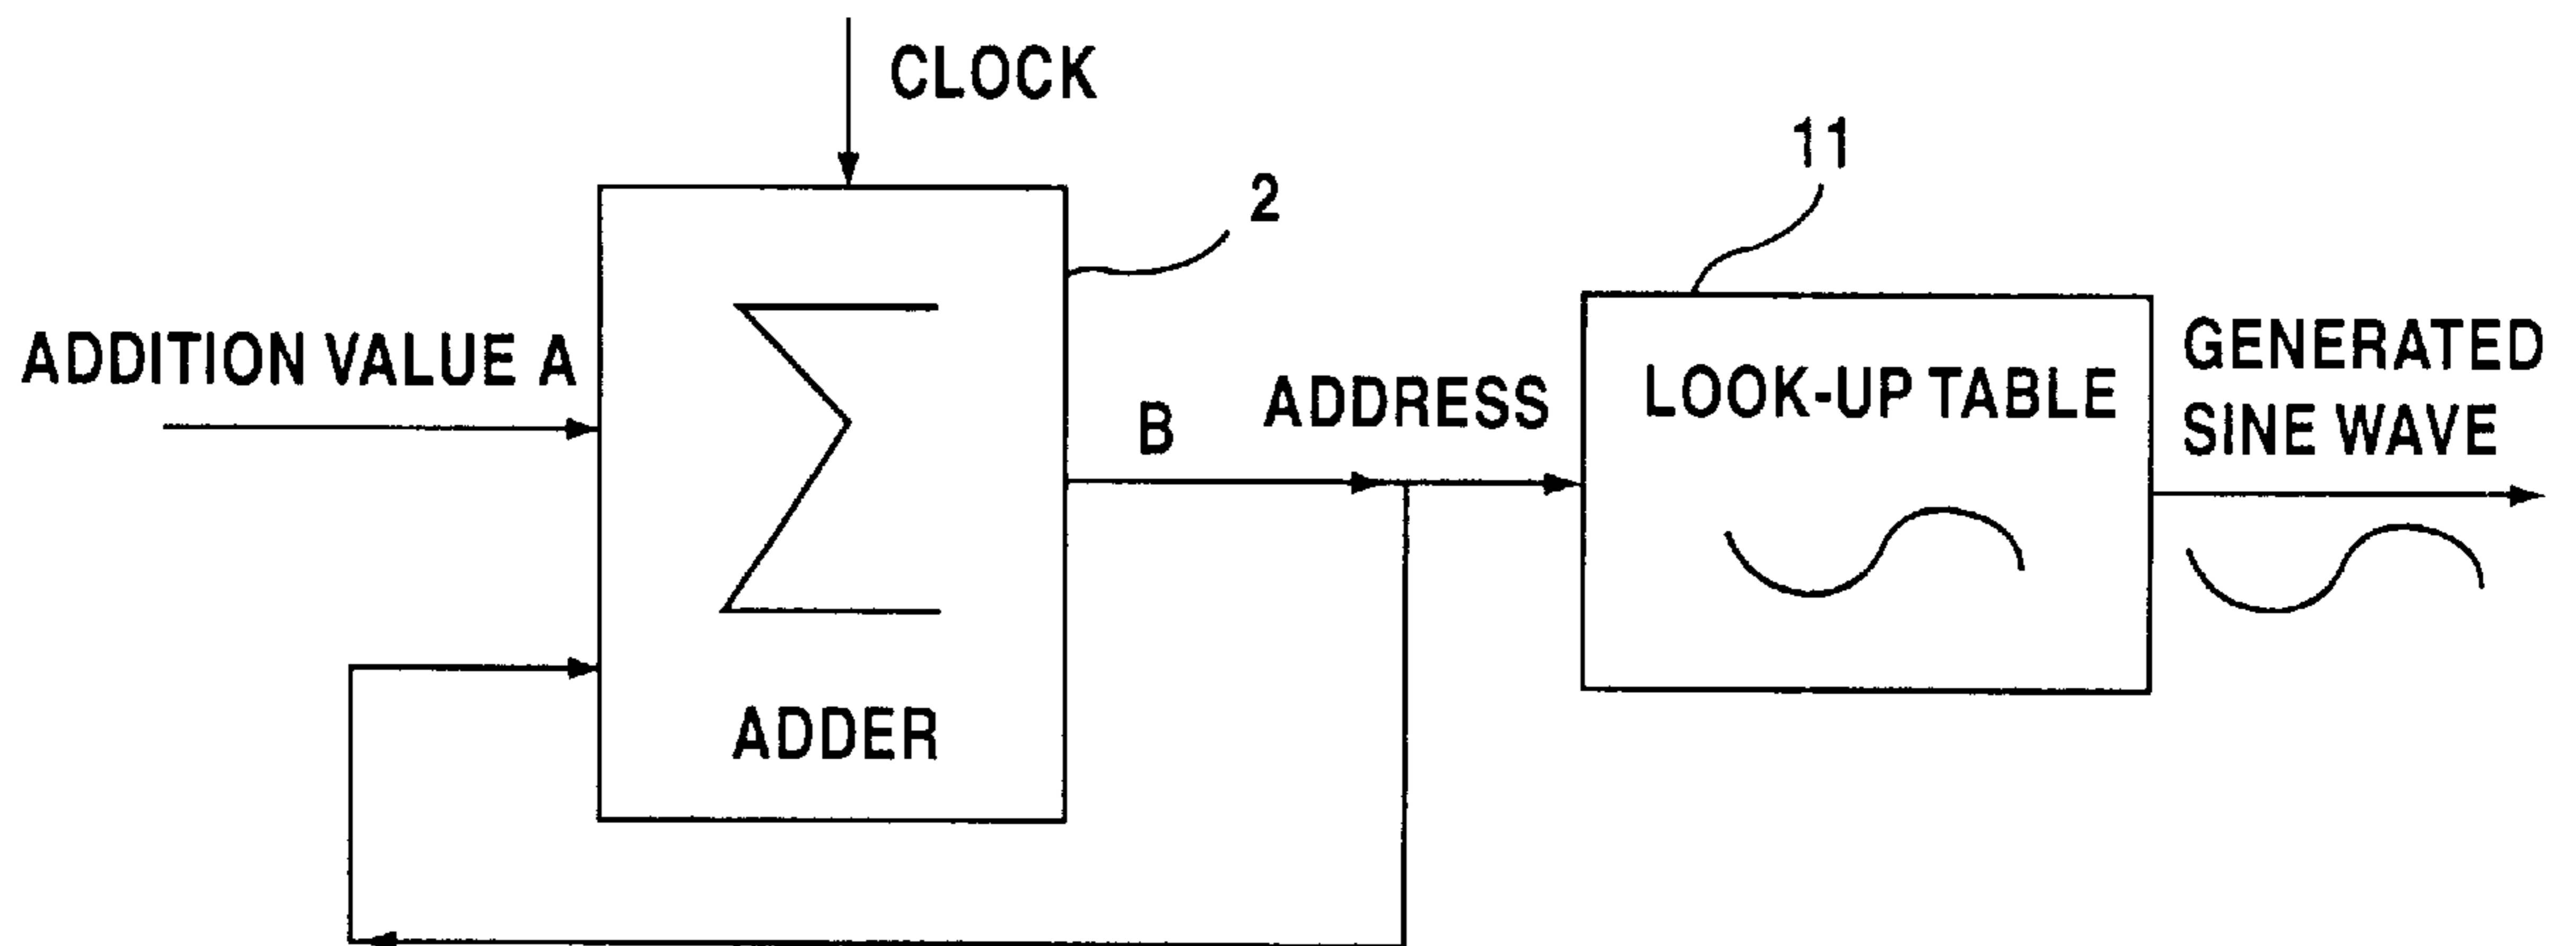 CLOCK
2
11
ADDITION VALUE A
B
ADDRESS
LOOK-UP TABLE
GENERATED
SINE WAVE
Σ
ADDER